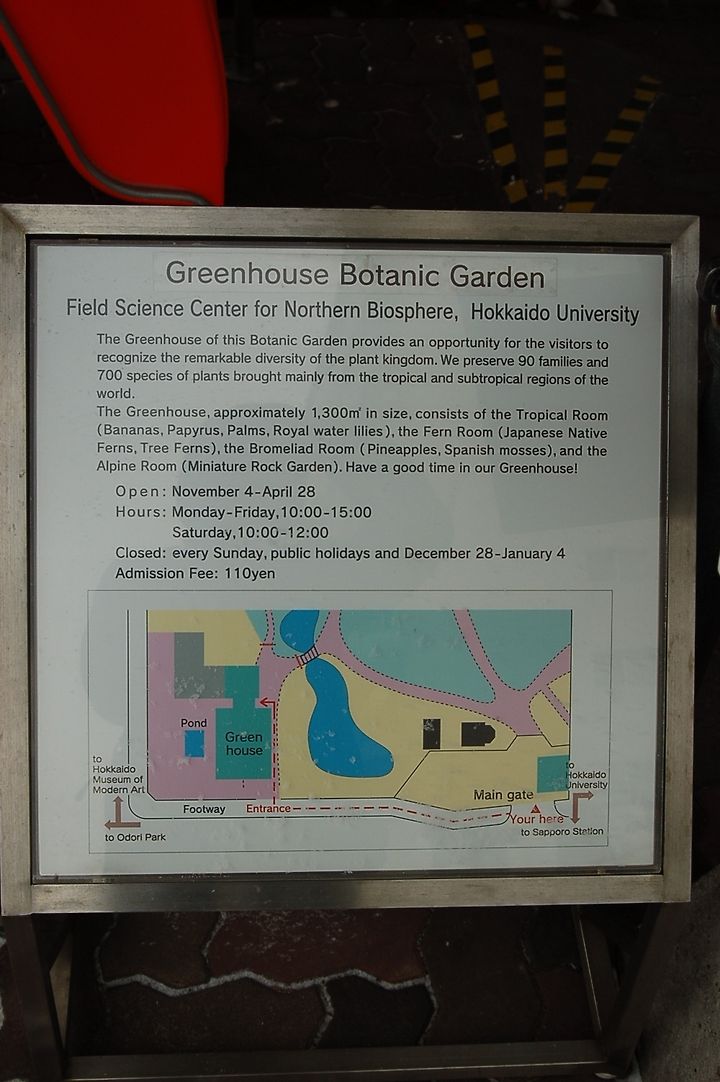 Greenhouse Botanic Garden
Field Science Center for Northern Biosphere, Hokkaido University
The Greenhouse of this Botanic Garden provides an opportunity for the visitors to
recognize the remarkable diversity of the plant kingdom. We preserve 90 families and
700 species of plants brought mainly from the tropical and subtropical regions of the
world.
The Greenhouse, approximately 1,300㎡ in size, consists of the Tropical Room
(Bananas, Papyrus, Palms, Royal water lilies), the Fern Room (Japanese Native
Ferns, Tree Ferns), the Bromeliad Room (Pineapples, Spanish mosses), and the
Alpine Room (Miniature Rock Garden). Have a good time in our Greenhouse!
Open: November 4-April 28
Hours: Monday-Friday,10:00-15:00
Saturday,10:00-12:00
Closed: every Sunday, public holidays and December 28-January 4
Admission Fee: 110yen
Pond
Green
house
to
Hokkaido
Museum of
Modern Art
to Odori Park
Footway
Entrance
Main gate
to
Hokkaido
University
Your here
to Sapporo Station